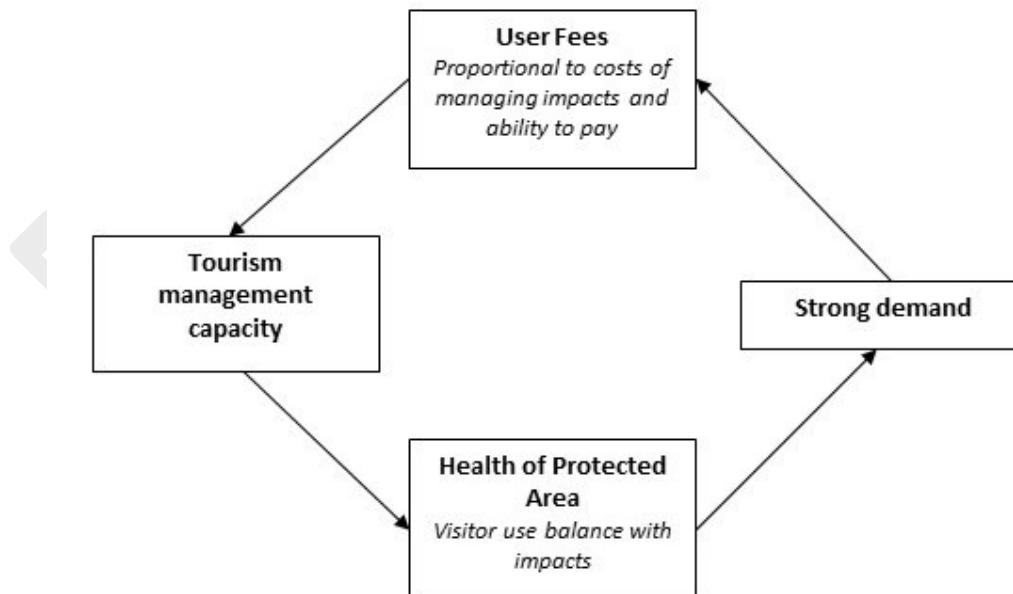 User Fees
Proportional to costs of
managing impacts and
ability to pay
Tourism
management
capacity
Strong demand
Health of Protected
Area
Visitor use balance with
impacts